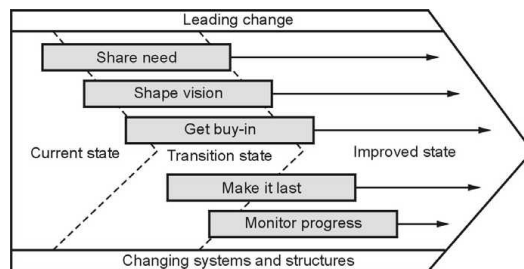 Leading change
Share need
Shape vision
Get buy-in
Current state
Transition state
Improved state
Make it last
Monitor progress
Changing systems and structures